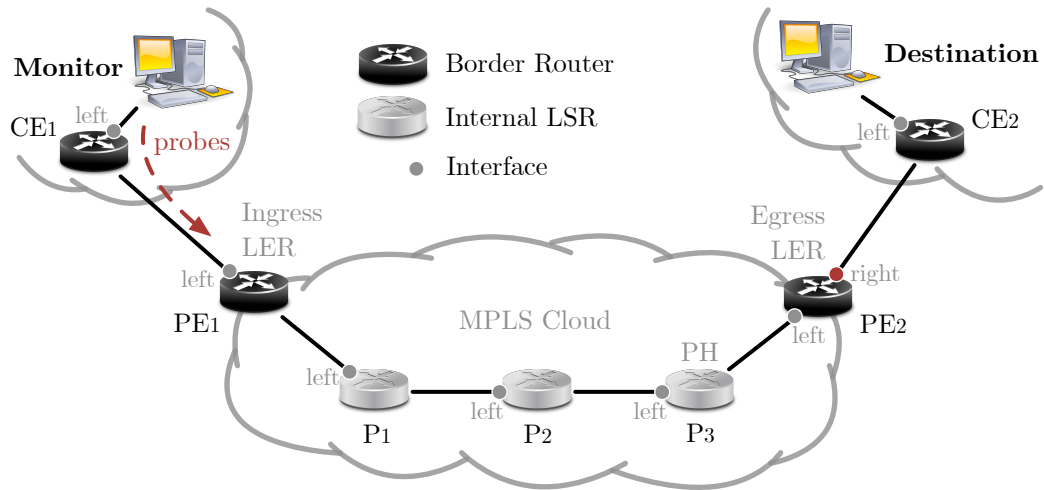 Monitor
left
CE1
probes
Border Router
Internal LSR
Interface
Destination
left
CE2
Ingress
LER
left
PE1
Egress
LER
right
left
PE2
MPLS Cloud
PH
left
left
left
P1
P2
P3